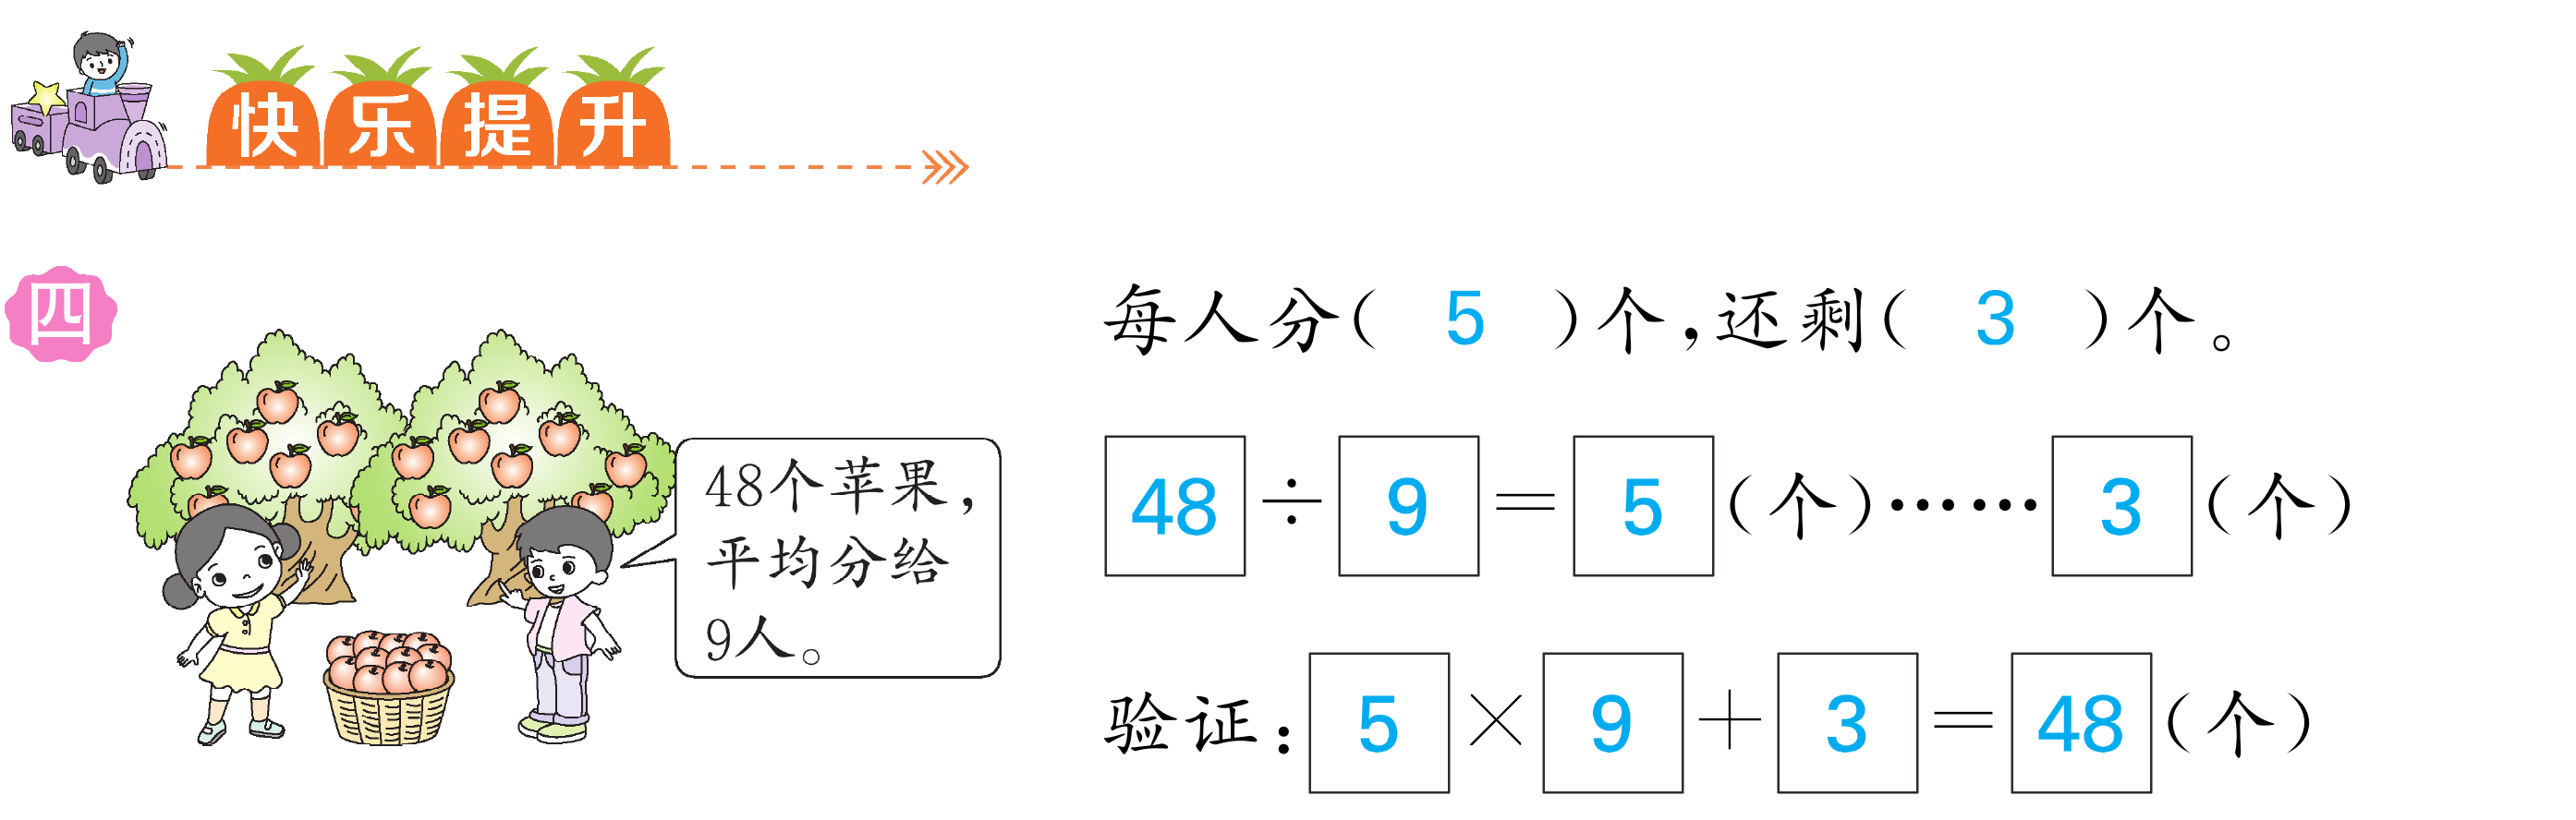 快乐提升
四
48个苹果，
平均分给
9人。
每人分( 5 )个,还剩( 3 )个。
48÷9=5(个)……3(个)
验证:5×9+3=48(个)